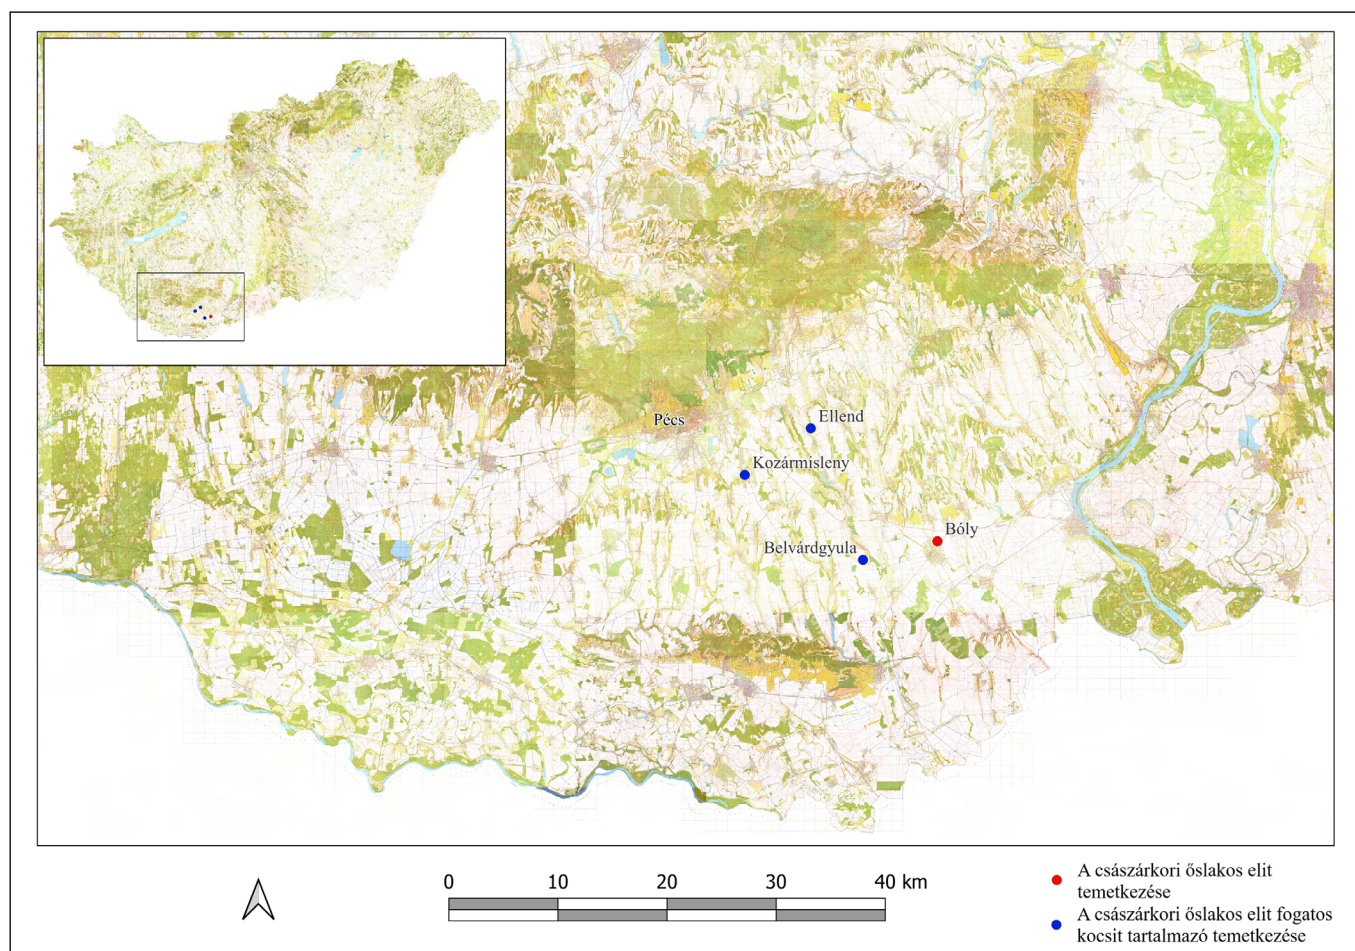 Pécs
Ellend
Kozármisleny
Bóly
Belvárdgyula
0 10 20 30 40 km
A császárkori őslakos elit
temetkezése
A császárkori őslakos elit fogatos
kocsit tartalmazó temetkezése